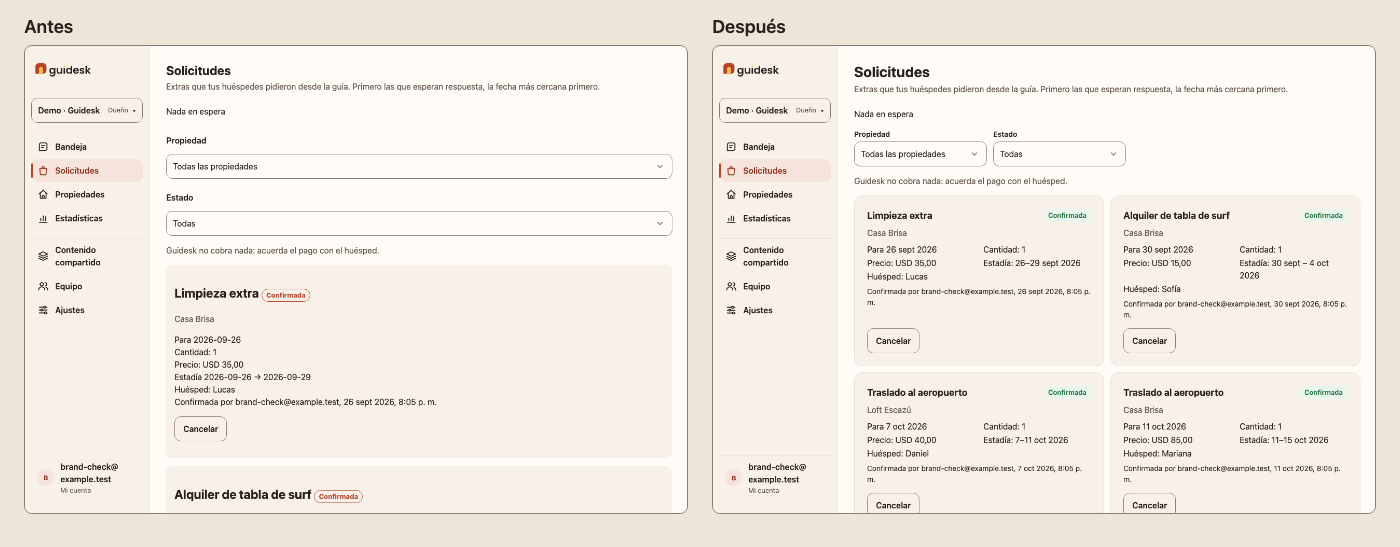 Antes
guidesk
Demo · Guidesk Dueño
Bandeja
Solicitudes
Propiedades
Estadísticas
Contenido
compartido
Equipo
Ajustes
B
brand-check@
example.test
Mi cuenta
Solicitudes
Extras que tus huéspedes pidieron desde la guía. Primero las que esperan respuesta, la fecha más cercana primero.
Nada en espera
Propiedad
Todas las propiedades
Estado
Todas
Guidesk no cobra nada: acuerda el pago con el huésped.
Limpieza extra Confirmada
Casa Brisa
Para 2026-09-26
Cantidad: 1
Precio: USD 35,00
Estadía 2026-09-26 → 2026-09-29
Huésped: Lucas
Confirmada por brand-check@example.test, 26 sept 2026, 8:05 p. m.
Cancelar
Alquiler de tabla de surf Confirmada
Después
guidesk
Demo · Guidesk Dueño
Bandeja
Solicitudes
Propiedades
Estadísticas
Contenido
compartido
Equipo
Ajustes
B
brand-check@
example.test
Mi cuenta
Solicitudes
Extras que tus huéspedes pidieron desde la guía. Primero las que esperan respuesta, la fecha más cercana primero.
Nada en espera
Propiedad
Todas las propiedades
Estado
Todas
Guidesk no cobra nada: acuerda el pago con el huésped.
Limpieza extra Confirmada
Casa Brisa
Para 26 sept 2026 Cantidad: 1
Precio: USD 35,00 Estadía: 26–29 sept 2026
Huésped: Lucas
Confirmada por brand-check@example.test, 26 sept 2026, 8:05 p.
m.
Cancelar
Alquiler de tabla de surf Confirmada
Casa Brisa
Para 30 sept 2026 Cantidad: 1
Precio: USD 15,00 Estadía: 30 sept – 4 oct
2026
Huésped: Sofía
Confirmada por brand-check@example.test, 30 sept 2026, 8:05 p.
m.
Cancelar
Traslado al aeropuerto Confirmada
Loft Escazú
Para 7 oct 2026 Cantidad: 1
Precio: USD 40,00 Estadía: 7–11 oct 2026
Huésped: Daniel
Confirmada por brand-check@example.test, 7 oct 2026, 8:05 p.
m.
Cancelar
Traslado al aeropuerto Confirmada
Casa Brisa
Para 11 oct 2026 Cantidad: 1
Precio: USD 85,00 Estadía: 11–15 oct 2026
Huésped: Mariana
Confirmada por brand-check@example.test, 11 oct 2026, 8:05 p.
m.
Cancelar